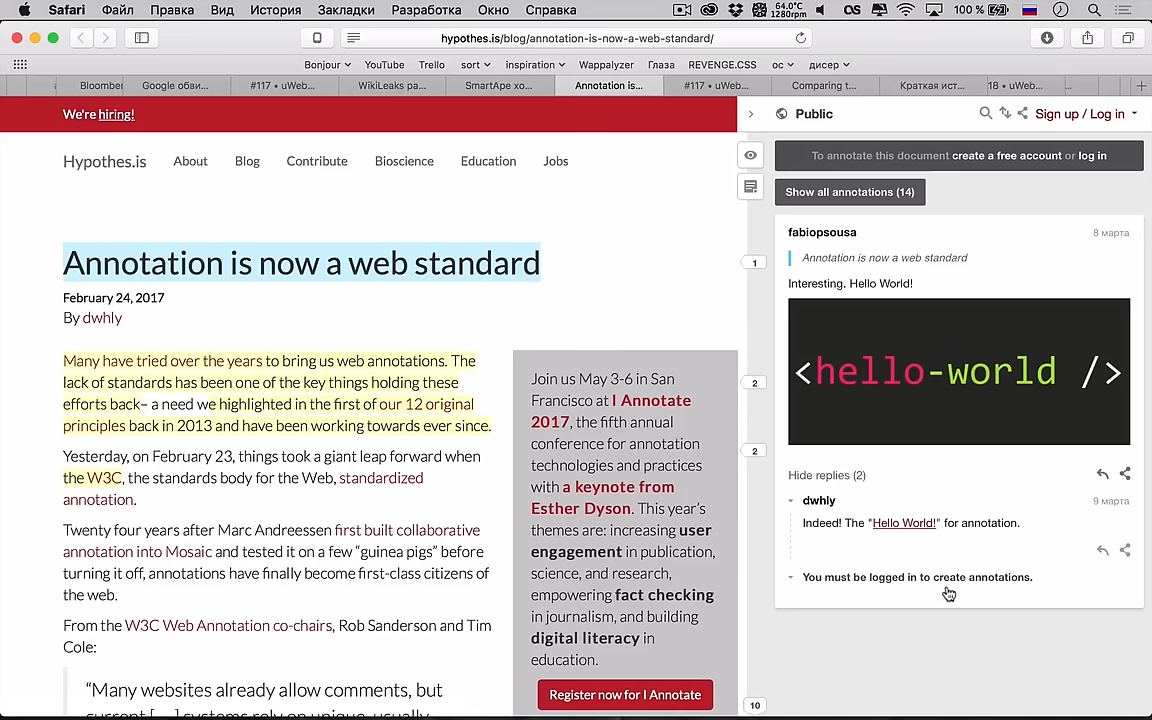 Safari Файл Правка Вид История Закладки Разработка Окно Справка
64.0°C
1280rpm
100 %
hypothes.is/blog/annotation-is-now-a-web-standard/
Bonjour YouTube Trello sort inspiration Wappalyzer Глаза REVENGE.CSS ос дисер
Bloomber Google обви... #117 • uWeb... WikiLeaks ра... SmartApe хо... Annotation is... #117 • uWeb... Comparing t... Краткая ист... 18 • uWeb...
We're hiring!
Hypothes.is About Blog Contribute Bioscience Education Jobs
Annotation is now a web standard
February 24, 2017
By dwhly
Many have tried over the years to bring us web annotations. The
lack of standards has been one of the key things holding these
efforts back– a need we highlighted in the first of our 12 original
principles back in 2013 and have been working towards ever since.
Yesterday, on February 23, things took a giant leap forward when
the W3C, the standards body for the Web, standardized
annotation.
Twenty four years after Marc Andreessen first built collaborative
annotation into Mosaic and tested it on a few “guinea pigs” before
turning it off, annotations have finally become first-class citizens of
the web.
From the W3C Web Annotation co-chairs, Rob Sanderson and Tim
Cole:
“Many websites already allow comments, but
current [...] systems rely on unique, usually
Join us May 3-6 in San
Francisco at I Annotate
2017, the fifth annual
conference for annotation
technologies and practices
with a keynote from
Esther Dyson. This year’s
themes are: increasing user
engagement in publication,
science, and research,
empowering fact checking
in journalism, and building
digital literacy in
education.
Register now for I Annotate
1
2
2
10
Public
Sign up / Log in
To annotate this document create a free account or log in
Show all annotations (14)
fabiopsousa 8 марта
Annotation is now a web standard
Interesting. Hello World!
<hello-world />
Hide replies (2)
dwhly 9 марта
Indeed! The "Hello World!" for annotation.
You must be logged in to create annotations.